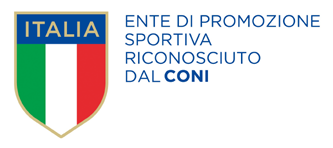 ITALIA
ENTE DI PROMOZIONE
SPORTIVA
RICONOSCIUTO
DAL CONI